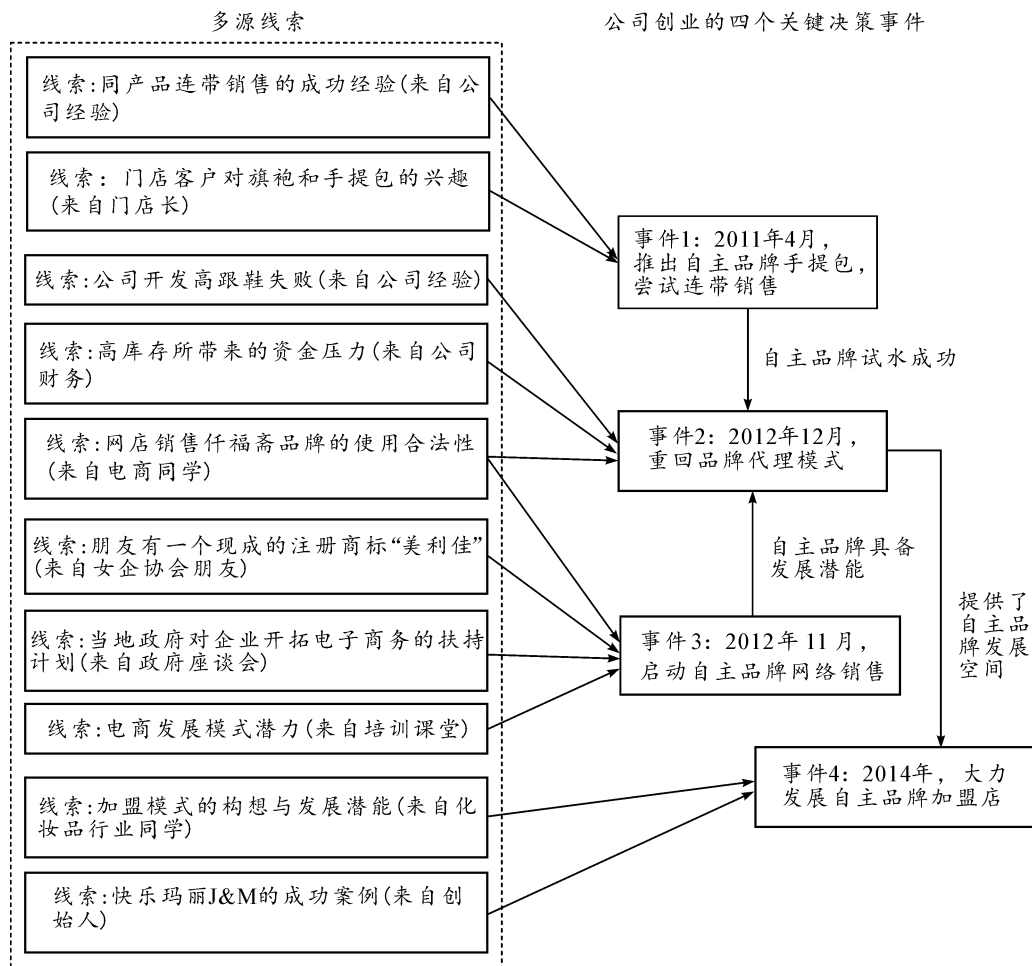 多源线索
公司创业的四个关键决策事件
线索:同产品连带销售的成功经验(来自公
司经验)
线索：门店客户对旗袍和手提包的兴趣
(来自门店长)
线索:公司开发高跟鞋失败(来自公司经验)
线索:高库存所带来的资金压力(来自公司
财务)
线索:网店销售仟福斋品牌的使用合法性
(来自电商同学)
线索:朋友有一个现成的注册商标“美利佳”
(来自女企协会朋友)
线索:当地政府对企业开拓电子商务的扶持
计划(来自政府座谈会)
线索:电商发展模式潜力(来自培训课堂)
线索:加盟模式的构想与发展潜能(来自化
妆品行业同学)
线索:快乐玛丽J&M的成功案例(来自创
始人)
事件1：2011年4月，
推出自主品牌手提包，
尝试连带销售
自主品牌试水成功
事件2：2012年12月，
重回品牌代理模式
自主品牌具备
发展潜能
事件3：2012年11月，
启动自主品牌网络销售
提供了
自主品
牌发展
空间
事件4：2014年，大力
发展自主品牌加盟店